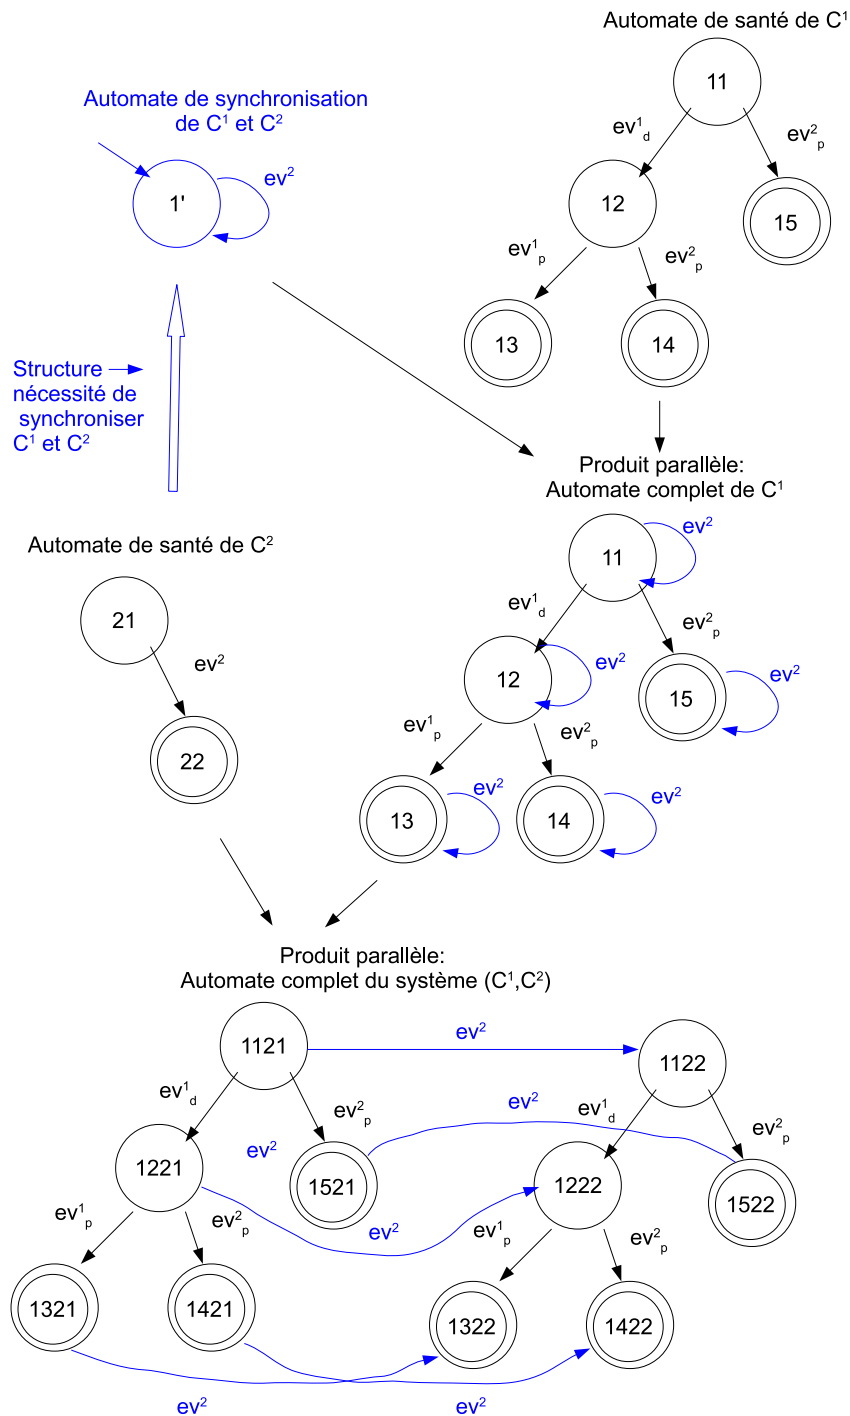 Automate de santé de C¹
11
ev¹d
ev²p
12
15
ev¹p
ev²p
13
14
Automate de synchronisation
de C¹ et C²
1'
ev²
Structure
nécessité de
synchroniser
C¹ et C²
Produit parallèle:
Automate complet de C¹
11
ev²
ev¹d
ev²p
12
ev²
15
ev²
ev¹p
ev²p
13
ev²
14
ev²
Automate de santé de C²
21
ev²
22
Produit parallèle:
Automate complet du système (C¹,C²)
1121
ev²
1122
ev¹d
ev²p
ev²
ev¹d
ev²p
1221
ev²
1521
1222
1522
ev¹p
ev²p
ev²
ev¹p
ev²p
1321
1421
1322
1422
ev²
ev²